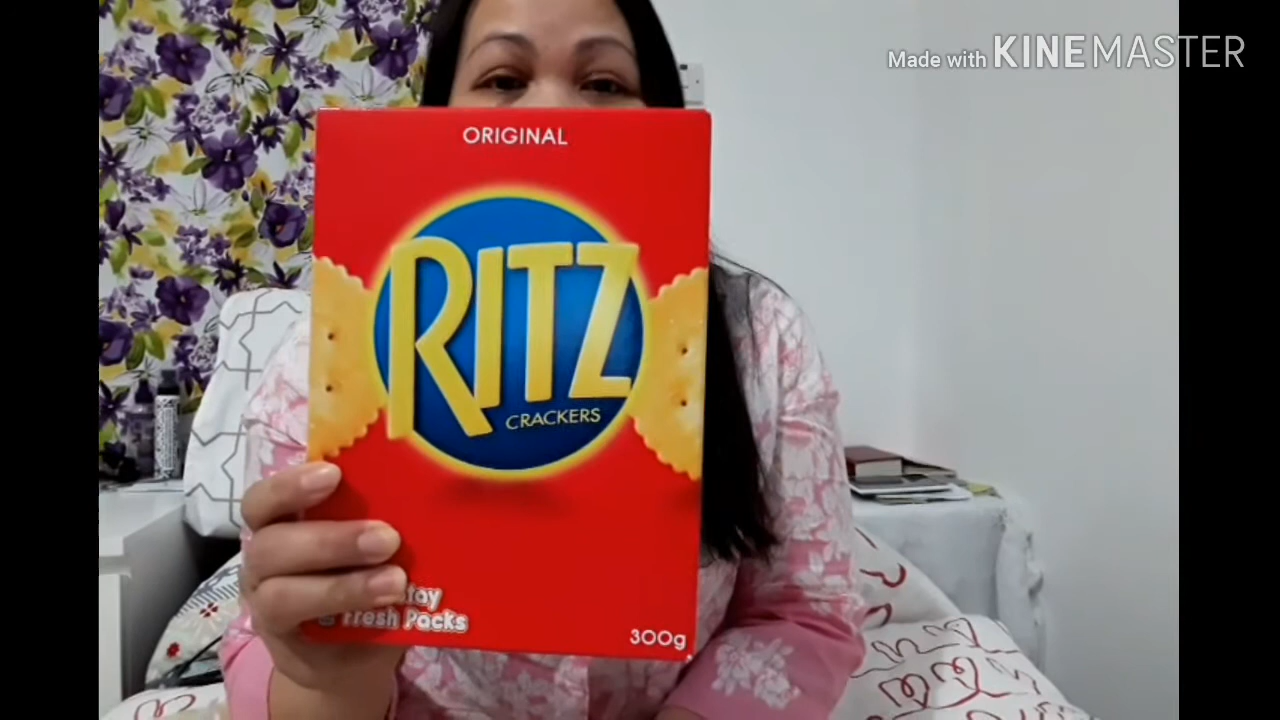 Made with KINEMASTER
ORIGINAL
RITZ
CRACKERS
Fresh Packs
300g